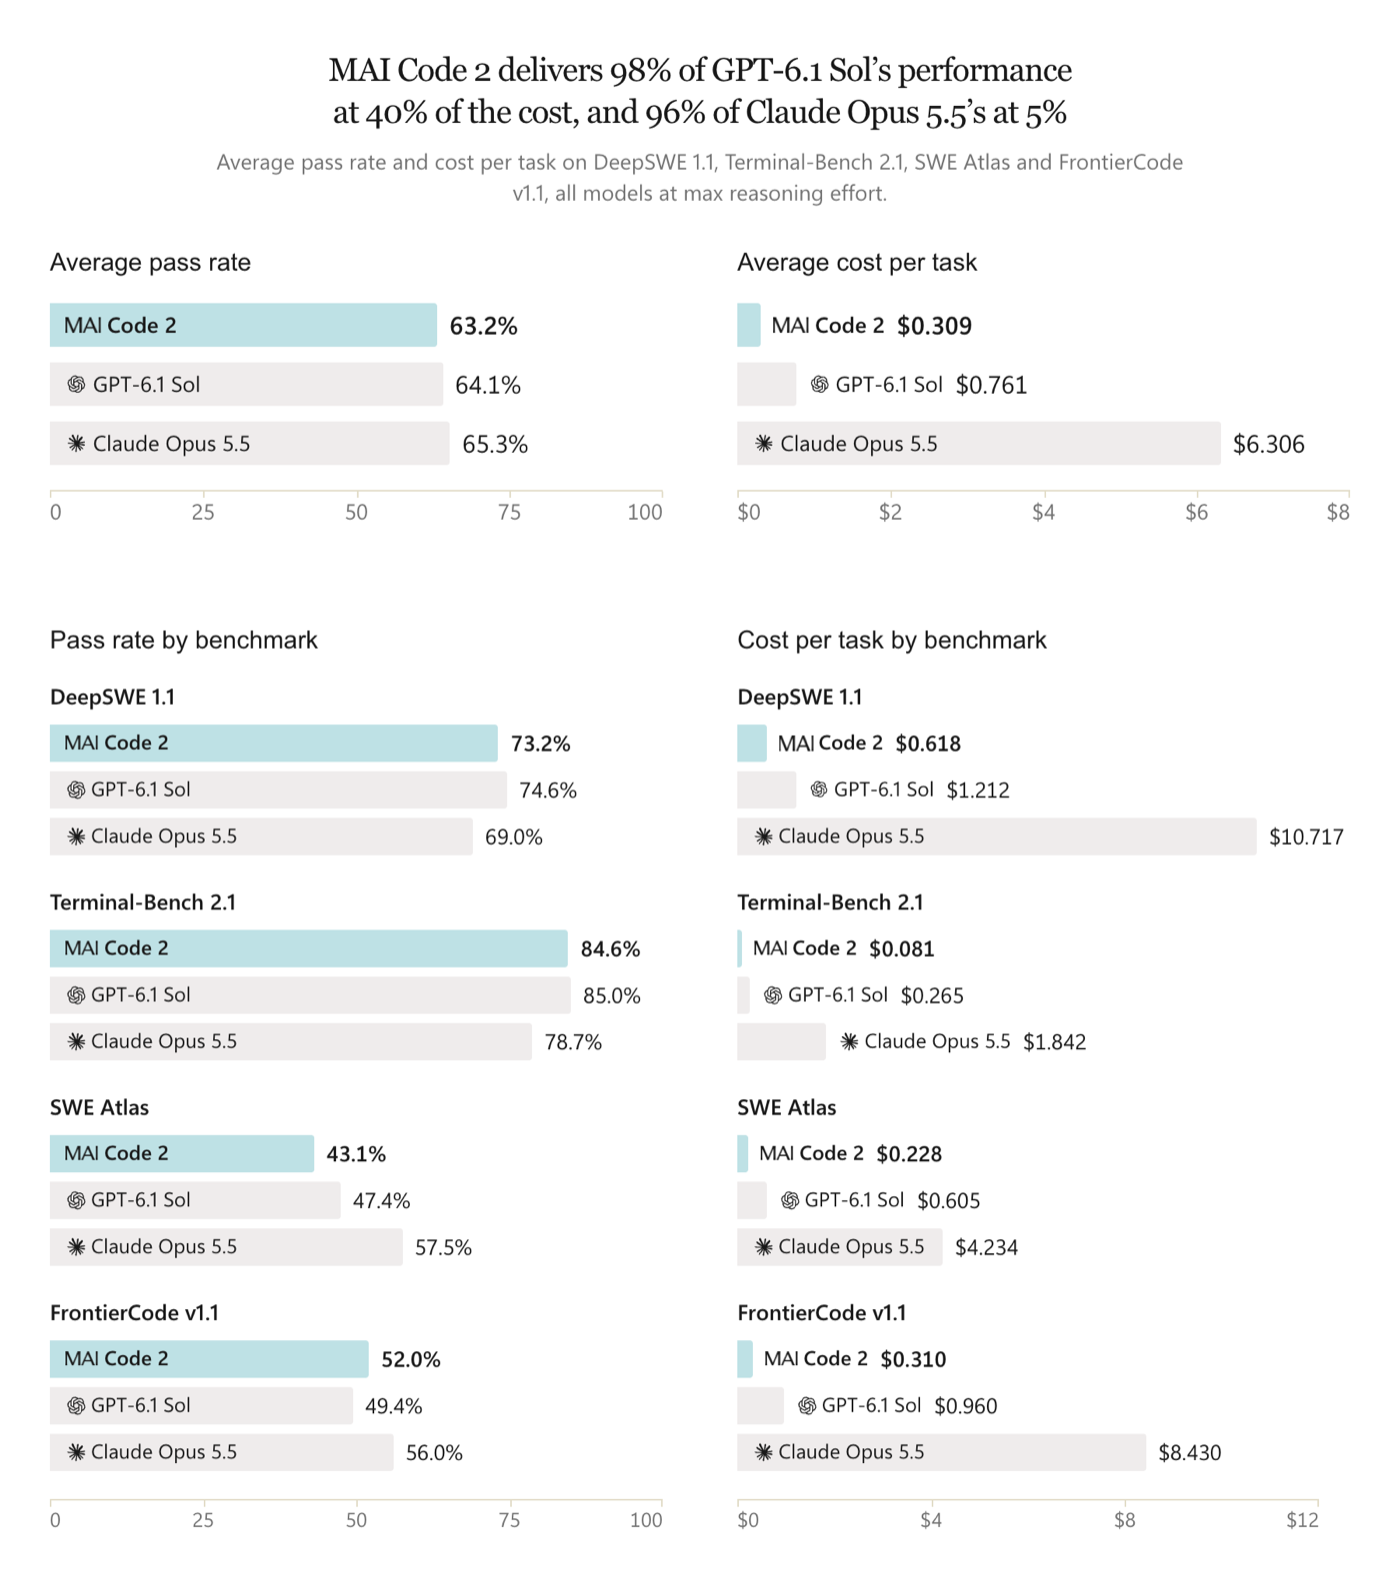 MAI Code 2 delivers 98% of GPT-6.1 Sol’s performance
at 40% of the cost, and 96% of Claude Opus 5.5’s at 5%
Average pass rate and cost per task on DeepSWE 1.1, Terminal-Bench 2.1, SWE Atlas and FrontierCode
v1.1, all models at max reasoning effort.
Average pass rate
MAI Code 2 63.2%
GPT-6.1 Sol 64.1%
Claude Opus 5.5 65.3%
0 25 50 75 100
Average cost per task
MAI Code 2 $0.309
GPT-6.1 Sol $0.761
Claude Opus 5.5 $6.306
$0 $2 $4 $6 $8
Pass rate by benchmark
DeepSWE 1.1
MAI Code 2 73.2%
GPT-6.1 Sol 74.6%
Claude Opus 5.5 69.0%
Terminal-Bench 2.1
MAI Code 2 84.6%
GPT-6.1 Sol 85.0%
Claude Opus 5.5 78.7%
SWE Atlas
MAI Code 2 43.1%
GPT-6.1 Sol 47.4%
Claude Opus 5.5 57.5%
FrontierCode v1.1
MAI Code 2 52.0%
GPT-6.1 Sol 49.4%
Claude Opus 5.5 56.0%
0 25 50 75 100
Cost per task by benchmark
DeepSWE 1.1
MAI Code 2 $0.618
GPT-6.1 Sol $1.212
Claude Opus 5.5 $10.717
Terminal-Bench 2.1
MAI Code 2 $0.081
GPT-6.1 Sol $0.265
Claude Opus 5.5 $1.842
SWE Atlas
MAI Code 2 $0.228
GPT-6.1 Sol $0.605
Claude Opus 5.5 $4.234
FrontierCode v1.1
MAI Code 2 $0.310
GPT-6.1 Sol $0.960
Claude Opus 5.5 $8.430
$0 $4 $8 $12